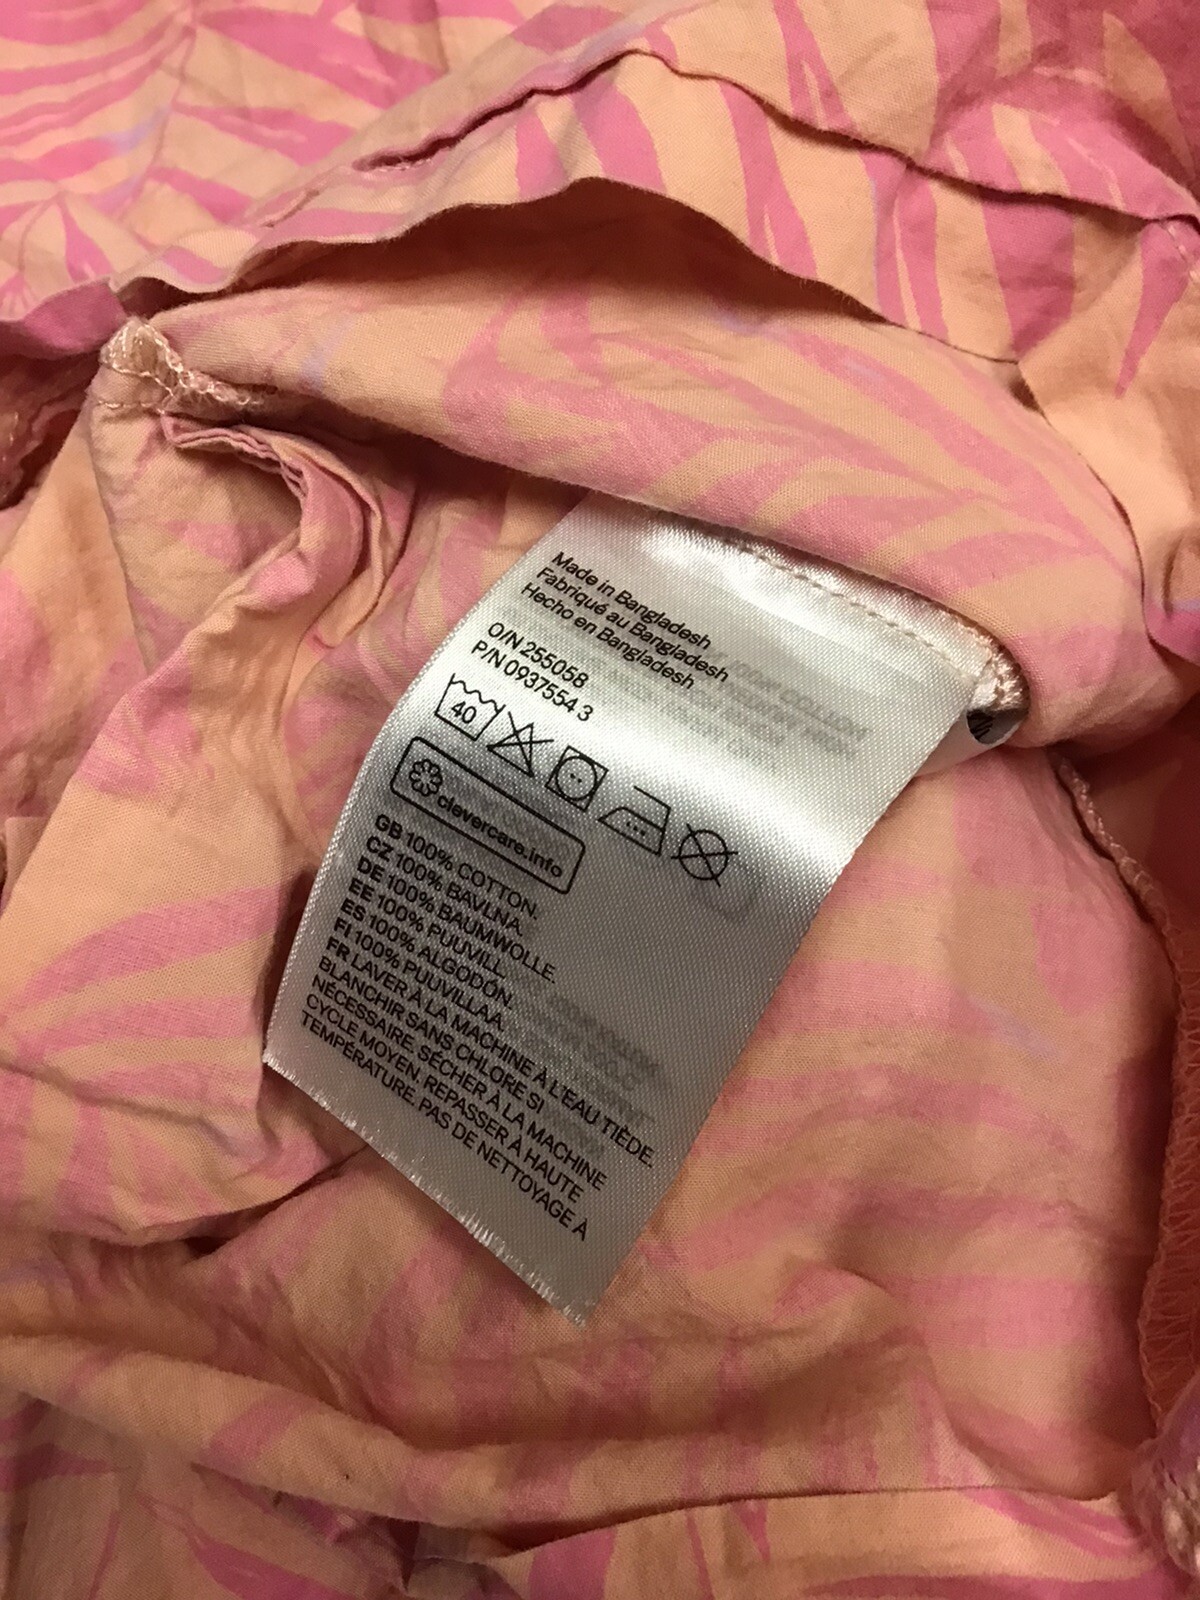 Made in Bangladesh
Fabriqué au Bangladesh
Hecho en Bangladesh
O/N 255058
P/N 0937554 3
40
clevercare.info
GB 100% COTTON.
CZ 100% BAVLNA.
DE 100% BAUMWOLLE.
EE 100% PUUVILL.
ES 100% ALGODÓN.
FI 100% PUUVILLAA.
FR LAVER À LA MACHINE À L'EAU TIÈDE.
BLANCHIR SANS CHLORE SI
NÉCESSAIRE. SÉCHER À LA MACHINE
CYCLE MOYEN. REPASSER À HAUTE
TEMPÉRATURE. PAS DE NETTOYAGE À